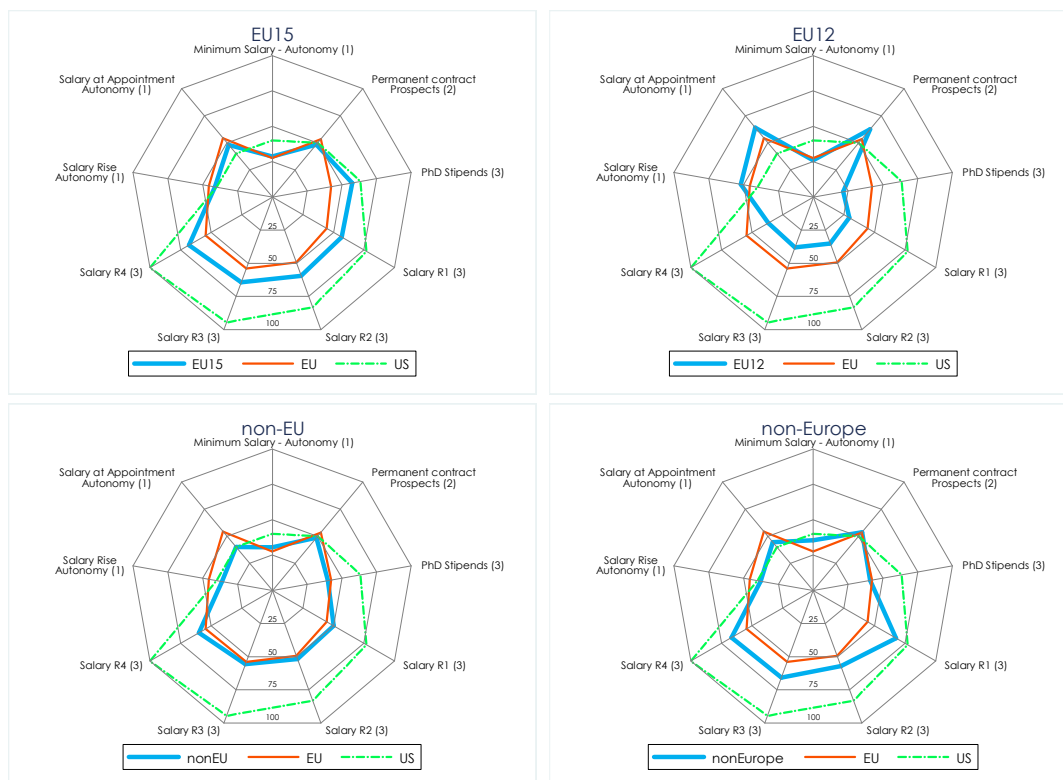 EU15
Minimum Salary - Autonomy (1)
Salary at Appointment
Autonomy (1)
Permanent contract
Prospects (2)
Salary Rise
Autonomy (1)
PhD Stipends (3)
25
Salary R4 (3)
50
Salary R1 (3)
75
100
Salary R3 (3)
Salary R2 (3)
EU15
EU
US
EU12
Minimum Salary - Autonomy (1)
Salary at Appointment
Autonomy (1)
Permanent contract
Prospects (2)
Salary Rise
Autonomy (1)
PhD Stipends (3)
25
Salary R4 (3)
50
Salary R1 (3)
75
100
Salary R3 (3)
Salary R2 (3)
EU12
EU
US
non-EU
Minimum Salary - Autonomy (1)
Salary at Appointment
Autonomy (1)
Permanent contract
Prospects (2)
Salary Rise
Autonomy (1)
PhD Stipends (3)
25
Salary R4 (3)
50
Salary R1 (3)
75
100
Salary R3 (3)
Salary R2 (3)
nonEU
EU
US
non-Europe
Minimum Salary - Autonomy (1)
Salary at Appointment
Autonomy (1)
Permanent contract
Prospects (2)
Salary Rise
Autonomy (1)
PhD Stipends (3)
25
Salary R4 (3)
50
Salary R1 (3)
75
100
Salary R3 (3)
Salary R2 (3)
nonEurope
EU
US